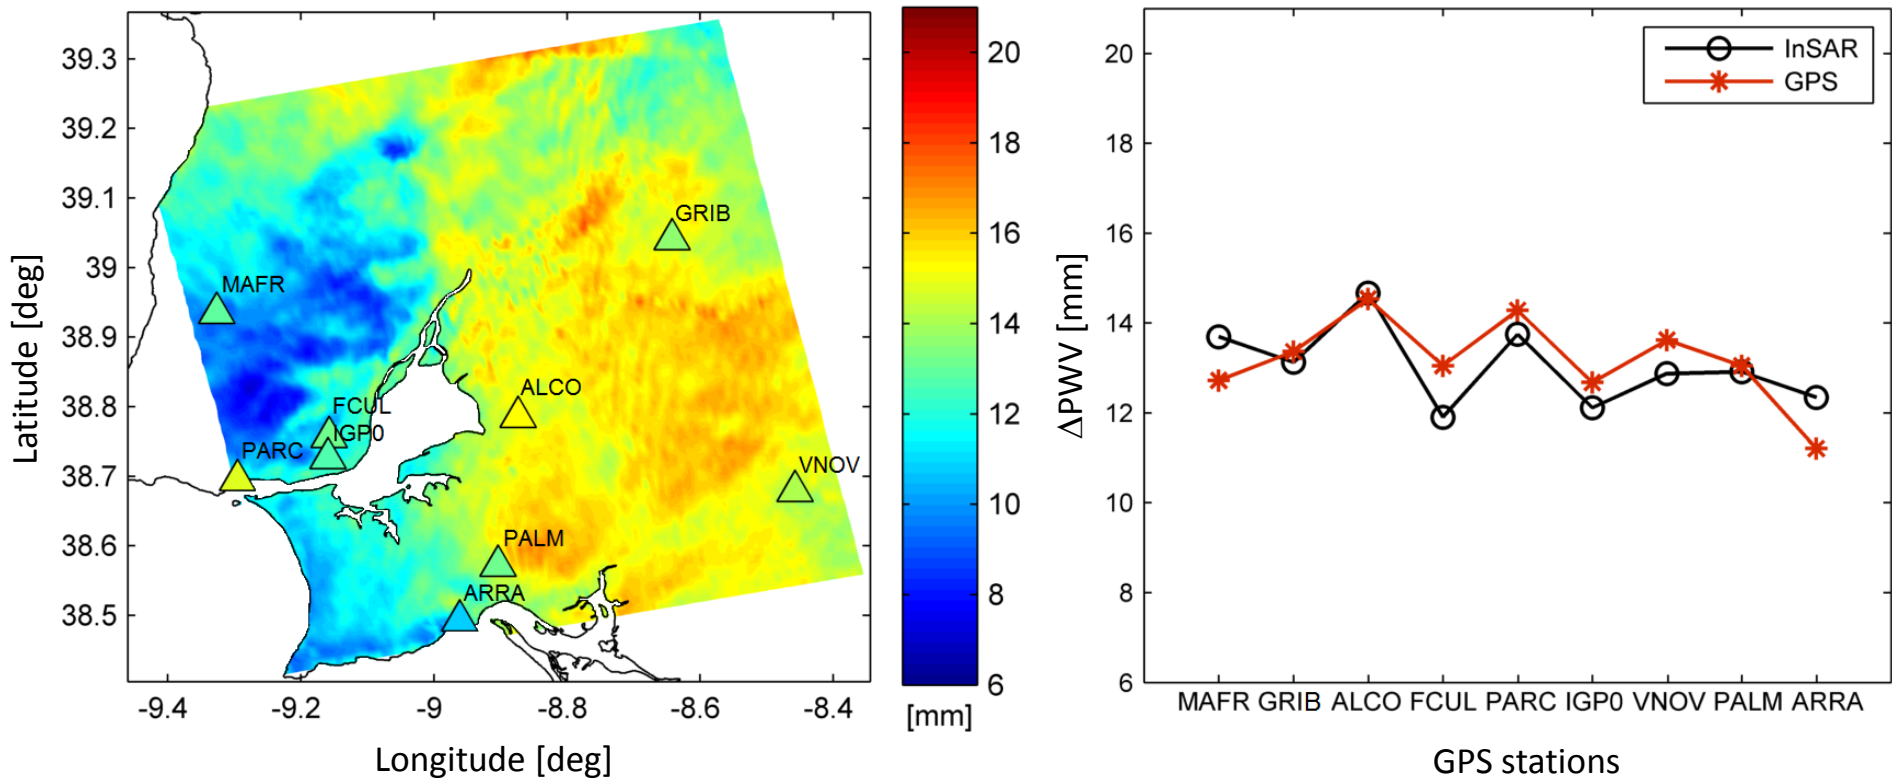 39.3
39.2
39.1
39
38.9
38.8
38.7
38.6
38.5
Latitude [deg]
-9.4
-9.2
-9
-8.8
-8.6
-8.4
Longitude [deg]
GRIB
MAFR
ALCO
FCUL
IGP0
PARC
VNOV
PALM
ARRA
20
18
16
14
12
10
8
6
[mm]
20
18
16
14
12
10
8
6
ΔPWV [mm]
InSAR
GPS
MAFR GRIB ALCO FCUL PARC IGP0 VNOV PALM ARRA
GPS stations